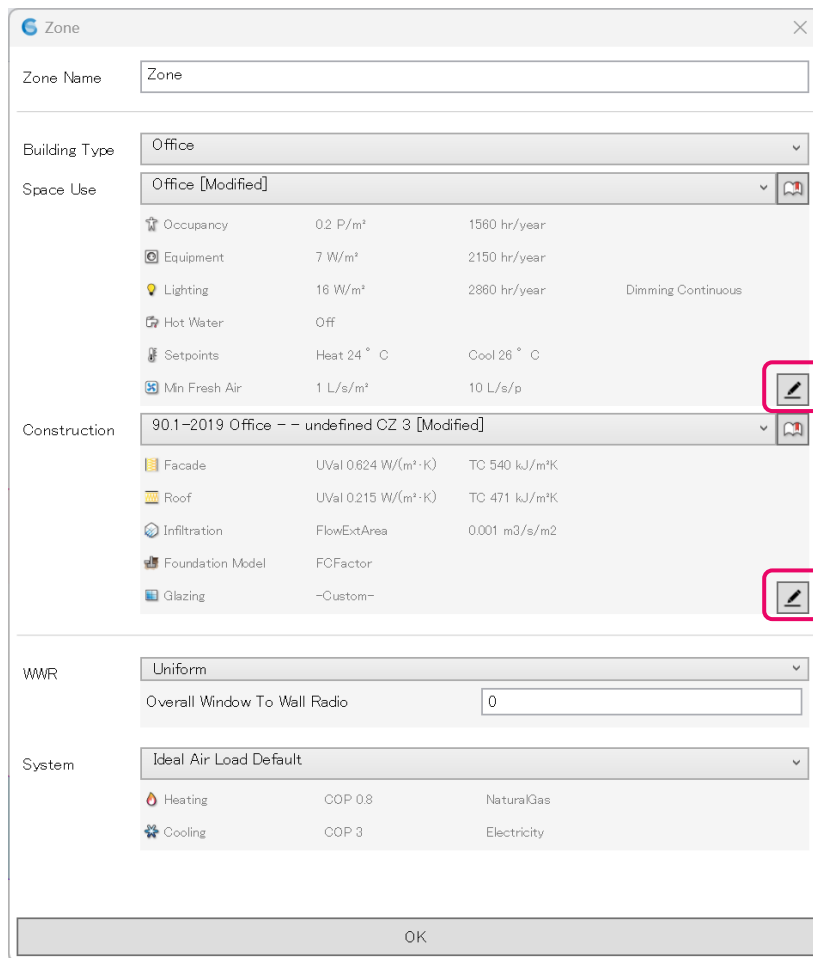 Zone
Zone Name Zone
Building Type Office
Space Use Office [Modified]
Occupancy 0.2 P/m² 1560 hr/year
Equipment 7 W/m² 2150 hr/year
Lighting 16 W/m² 2860 hr/year Dimming Continuous
Hot Water Off
Setpoints Heat 24 ° C Cool 26 ° C
Min Fresh Air 1 L/s/m² 10 L/s/p
Construction 90.1-2019 Office - - undefined CZ 3 [Modified]
Facade UVal 0.624 W/(m²·K) TC 540 kJ/m²K
Roof UVal 0.215 W/(m²·K) TC 471 kJ/m²K
Infiltration FlowExtArea 0.001 m3/s/m2
Foundation Model FCFactor
Glazing -Custom-
WWR Uniform
Overall Window To Wall Radio 0
System Ideal Air Load Default
Heating COP 0.8 NaturalGas
Cooling COP 3 Electricity
OK